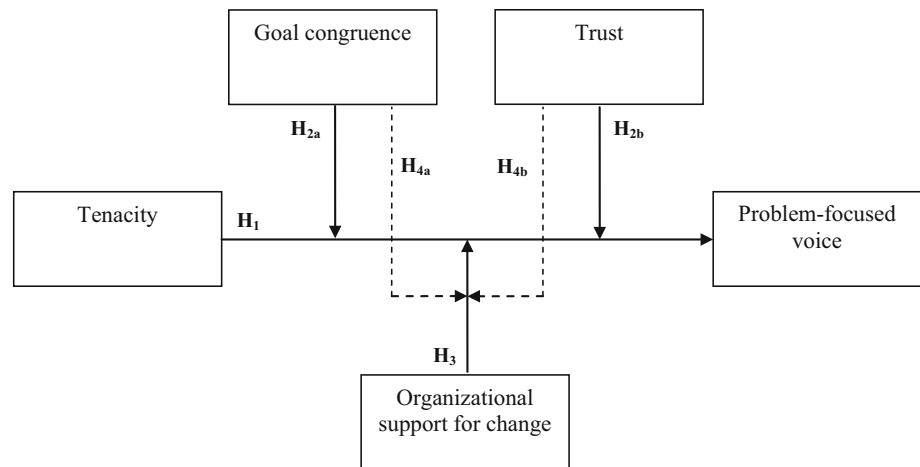 Goal congruence
Trust
H2a
H2b
H4a
H4b
Tenacity
H1
Problem-focused
voice
H3
Organizational
support for change